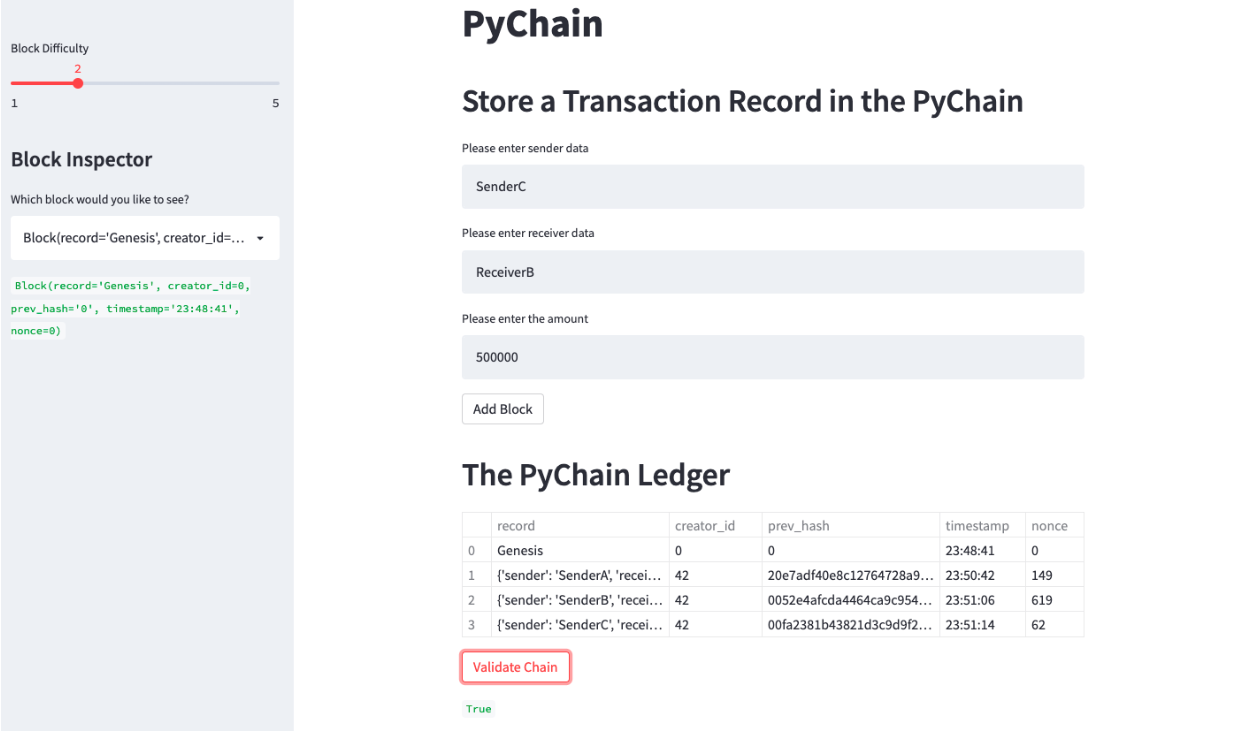 Block Difficulty
2
1 5
Block Inspector
Which block would you like to see?
Block(record='Genesis', creator_id=...
Block(record='Genesis', creator_id=0,
prev_hash='0', timestamp='23:48:41',
nonce=0)
PyChain
Store a Transaction Record in the PyChain
Please enter sender data
SenderC
Please enter receiver data
ReceiverB
Please enter the amount
500000
Add Block
The PyChain Ledger
record creator_id prev_hash timestamp nonce
0 Genesis 0 0 23:48:41 0
1 {'sender': 'SenderA', 'recei... 42 20e7adf40e8c12764728a9... 23:50:42 149
2 {'sender': 'SenderB', 'recei... 42 0052e4afcda4464ca9c954... 23:51:06 619
3 {'sender': 'SenderC', 'recei... 42 00fa2381b43821d3c9d9f2... 23:51:14 62
Validate Chain
True